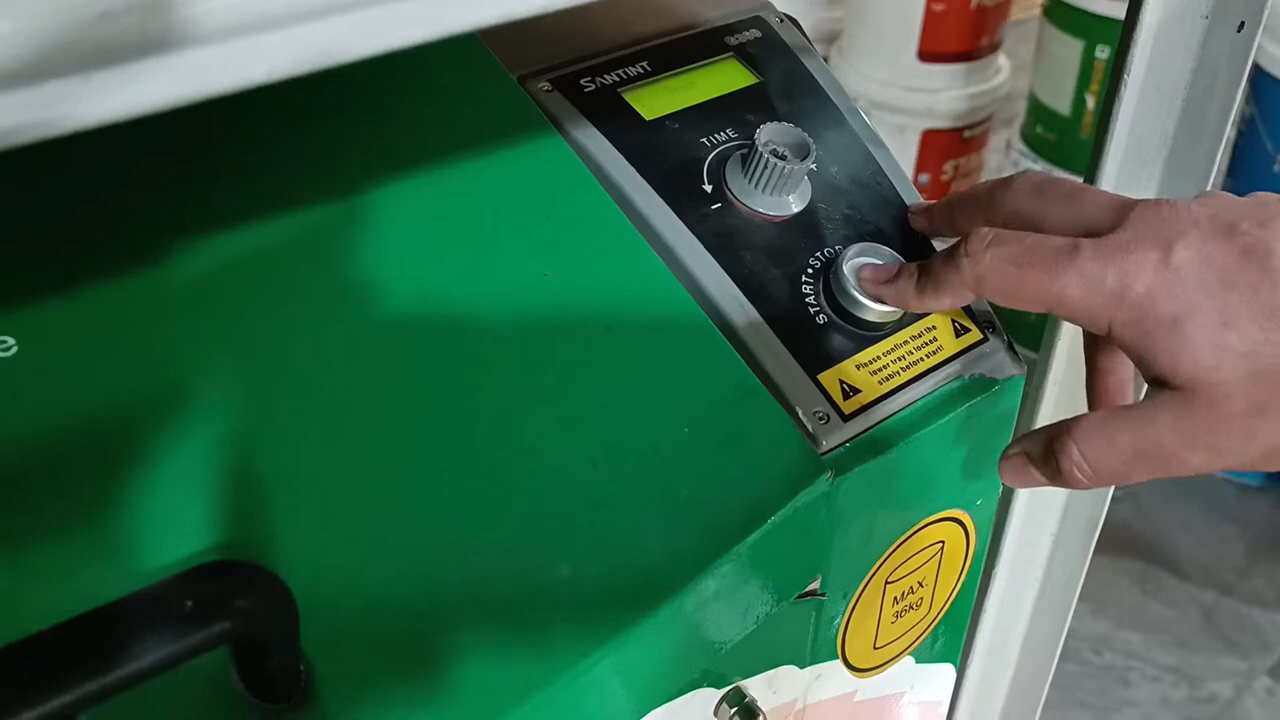 SANTINT
TIME
START•STOP
Please confirm that the
lower tray is locked
stably before start!
MAX.
36kg
e